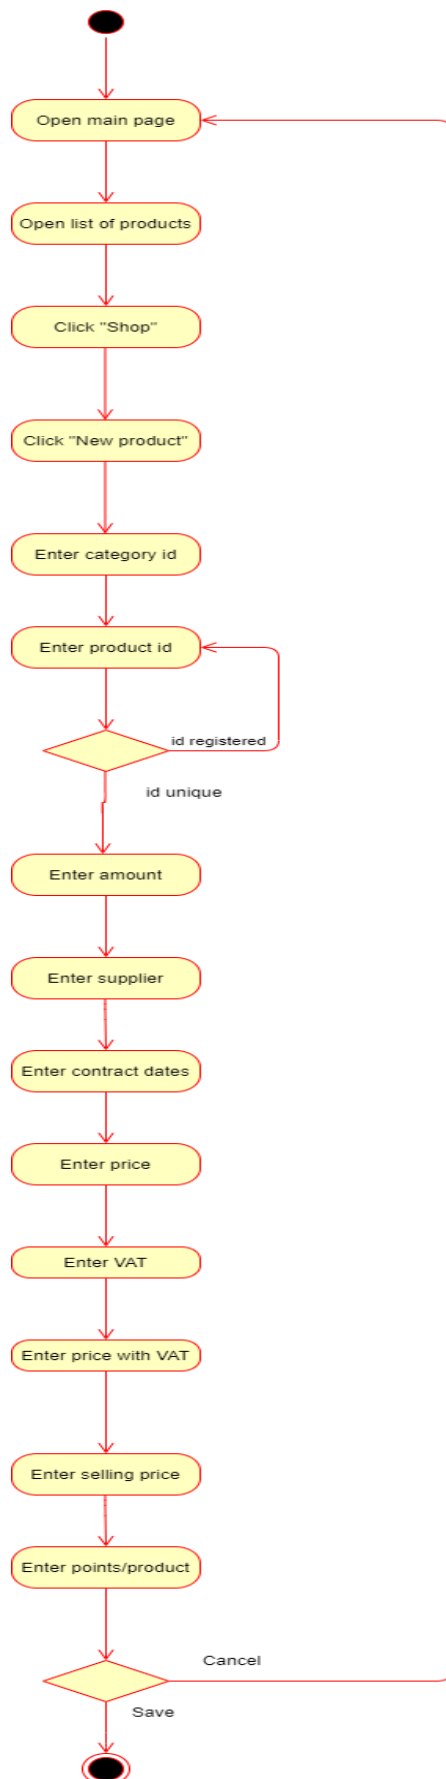 Open main page
Open list of products
Click "Shop"
Click "New product"
Enter category id
Enter product id
id registered
id unique
Enter amount
Enter supplier
Enter contract dates
Enter price
Enter VAT
Enter price with VAT
Enter selling price
Enter points/product
Cancel
Save